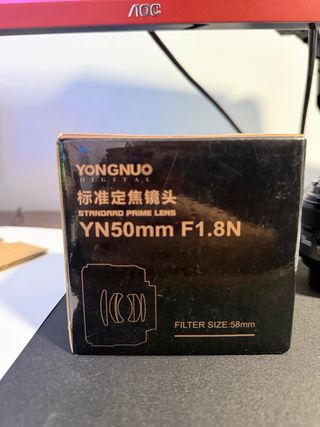 AOC
YONGNUO
DIGITAL
标准定焦镜头
STANDARD PRIME LENS
YN50mm F1.8N
FILTER SIZE:58mm